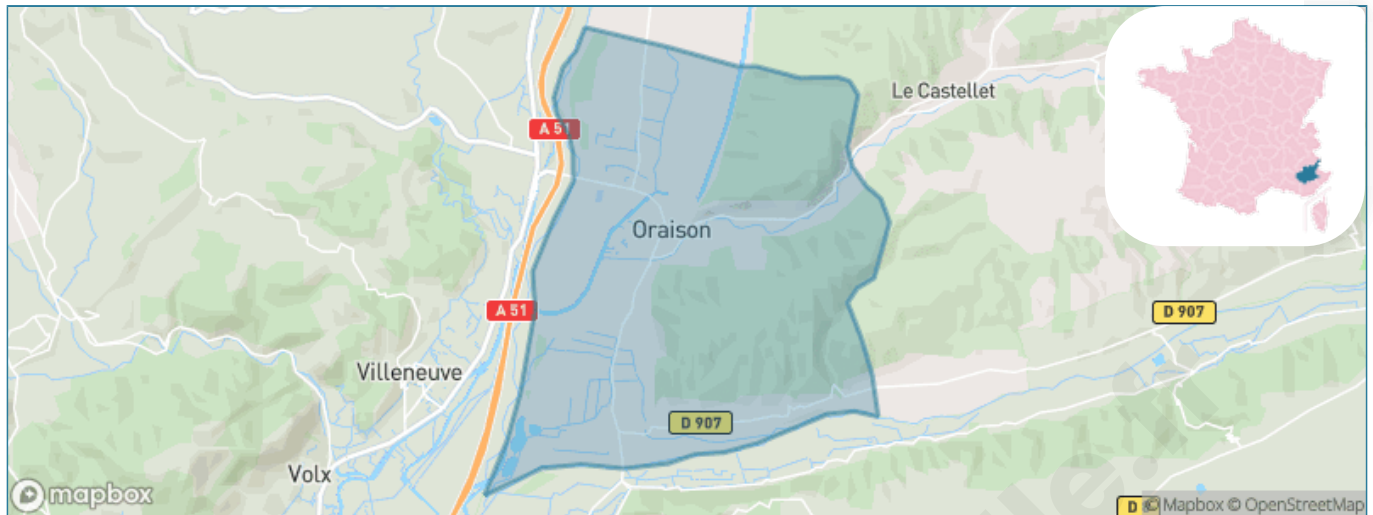 Le Castellet
A 51
Oraison
A 51
D 907
Villeneuve
D 907
Volx
mapbox
D
© Mapbox © OpenStreetMap